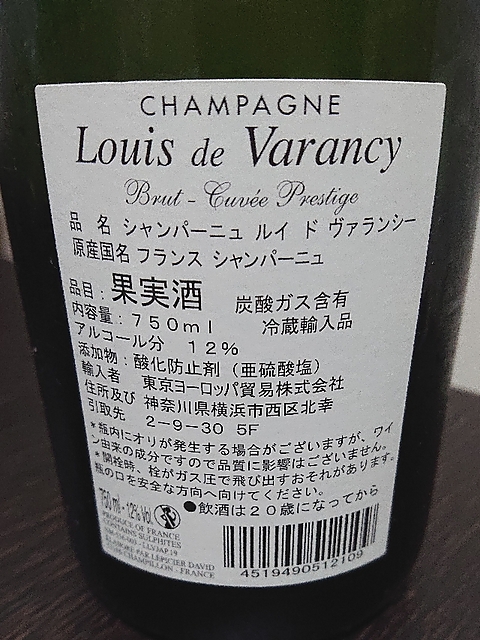 CHAMPAGNE
Louis de Varancy
Brut - Cuvée Prestige
品 名 シャンパーニュ ルイ ド ヴァランシー
原産国名 フランス シャンパーニュ
品目：果実酒 炭酸ガス含有
内容量：750ml 冷蔵輸入品
アルコール分 12%
添加物：酸化防止剤（亜硫酸塩）
輸入者 東京ヨーロッパ貿易株式会社
住所及び 神奈川県横浜市西区北幸
引取先 2-9-30 5F
*瓶内にオリが発生する場合がございますが、ワイ
ン由来の成分ですので品質に影響はございません。
*開栓時、栓がガス圧で飛び出すおそれがあります。
瓶の口を安全な方向へ向けてください。
●飲酒は20歳になってから
750 ml - 12% Vol.
PRODUCE OF FRANCE
CONTAINS SULPHITES
LLVJAP.19
ELABORÉ PAR LÉPICIER DAVID
CHAMPILLON - FRANCE
4519490512109